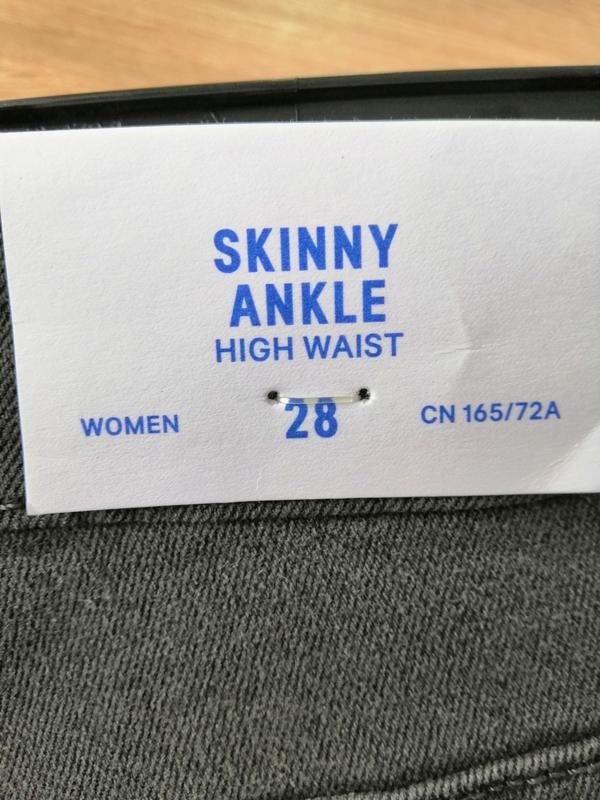 SKINNY
ANKLE
HIGH WAIST
WOMEN 28 CN 165/72A